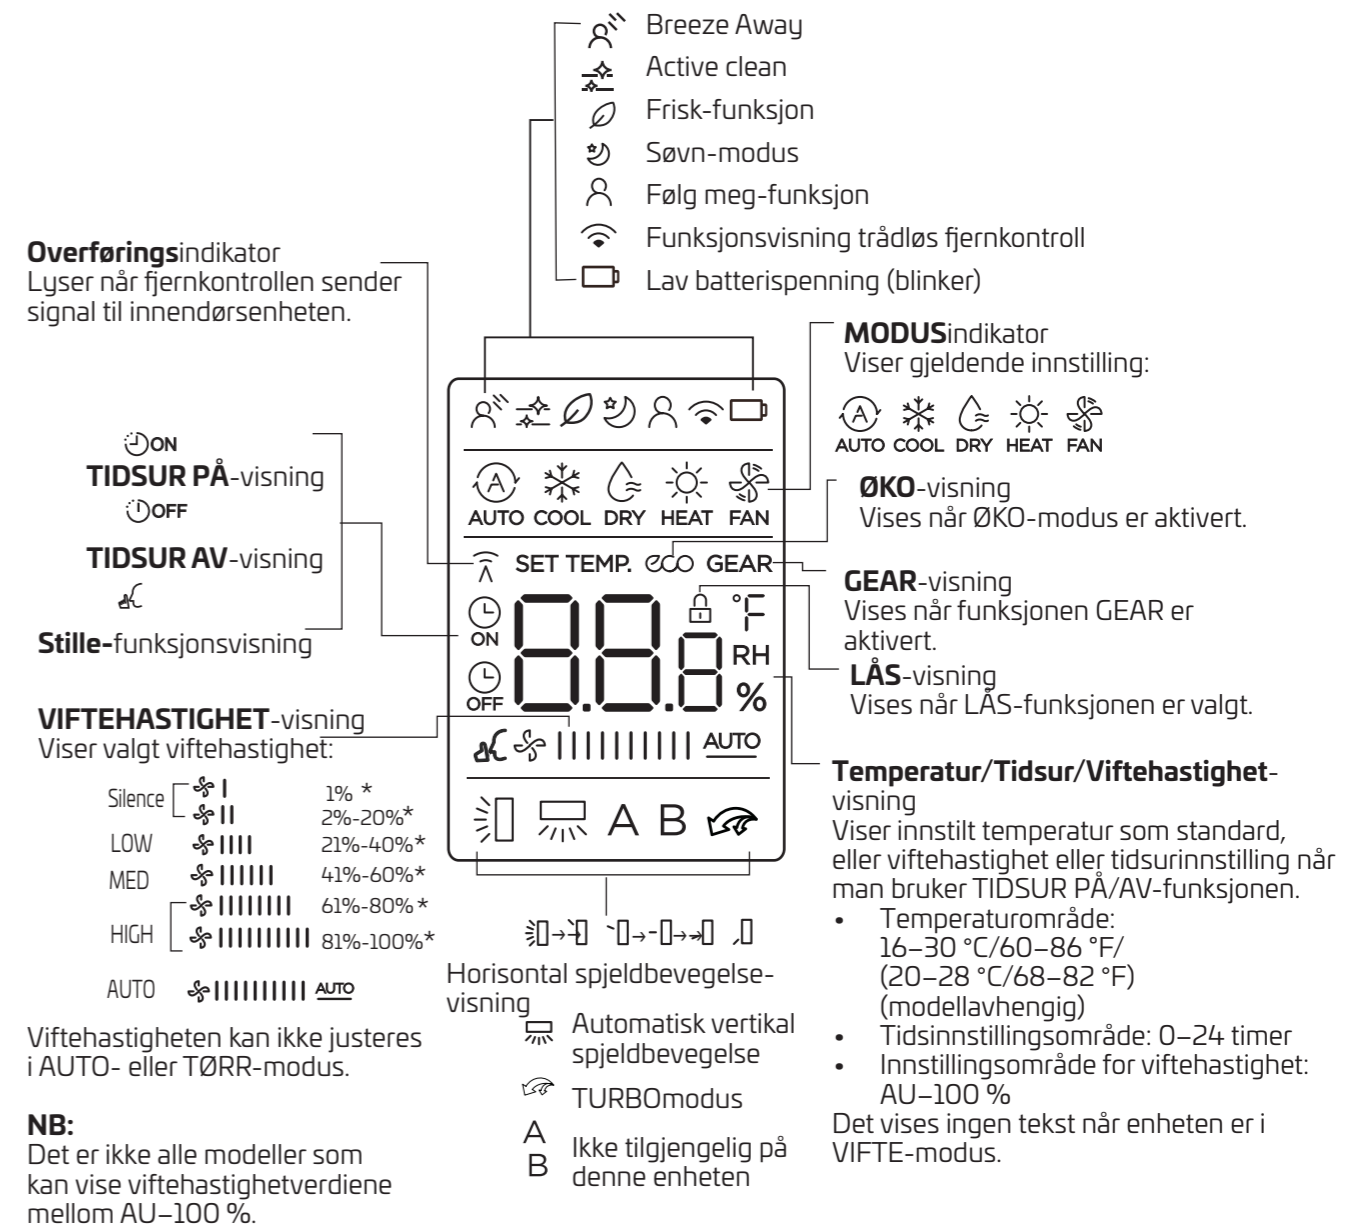 Breeze Away
Active clean
Frisk-funksjon
Søvn-modus
Følg meg-funksjon
Funksjonsvisning trådløs fjernkontroll
Lav batterispenning (blinker)
Overføringsindikator
Lyser når fjernkontrollen sender
signal til innendørsenheten.
ON
TIDSUR PÅ-visning
OFF
TIDSUR AV-visning
Stille-funksjonsvisning
VIFTEHASTIGHET-visning
Viser valgt viftehastighet:
Silence
1% *
2%-20%*
LOW 21%-40%*
MED 41%-60%*
HIGH
61%-80%*
81%-100%*
AUTO AUTO
Viftehastigheten kan ikke justeres
i AUTO- eller TØRR-modus.
NB:
Det er ikke alle modeller som
kan vise viftehastighetverdiene
mellom AU–100 %.
A
AUTO COOL DRY HEAT FAN
SET TEMP. eco GEAR
ON
88.8 °F
RH
OFF
%
AUTO
A B
Horisontal spjeldbevegelse-
visning
Automatisk vertikal
spjeldbevegelse
TURBOmodus
A
B
Ikke tilgjengelig på
denne enheten
MODUSindikator
Viser gjeldende innstilling:
A
AUTO COOL DRY HEAT FAN
ØKO-visning
Vises når ØKO-modus er aktivert.
GEAR-visning
Vises når funksjonen GEAR er
aktivert.
LÅS-visning
Vises når LÅS-funksjonen er valgt.
Temperatur/Tidsur/Viftehastighet-
visning
Viser innstilt temperatur som standard,
eller viftehastighet eller tidsurinnstilling når
man bruker TIDSUR PÅ/AV-funksjonen.
• Temperaturområde:
16–30 °C/60–86 °F/
(20–28 °C/68–82 °F)
(modellavhengig)
• Tidsinnstillingsområde: 0–24 timer
• Innstillingsområde for viftehastighet:
AU–100 %
Det vises ingen tekst når enheten er i
VIFTE-modus.